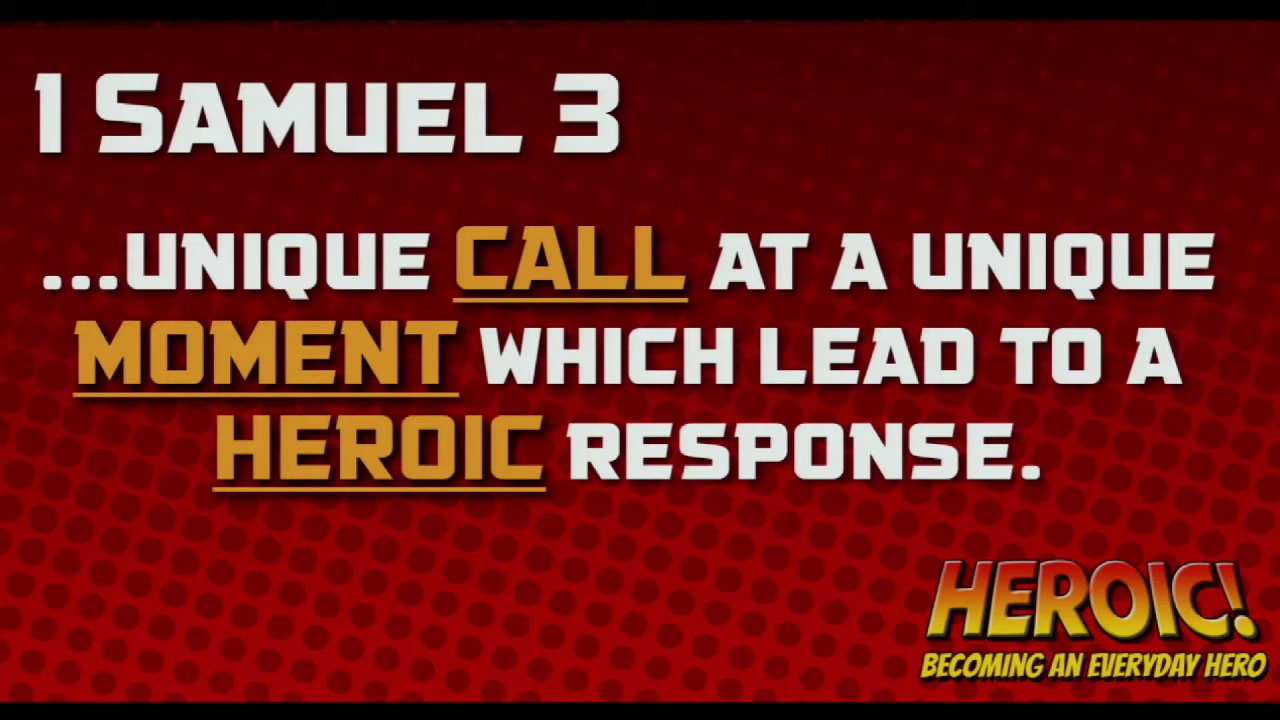 1 SAMUEL 3
...UNIQUE CALL AT A UNIQUE
MOMENT WHICH LEAD TO A
HEROIC RESPONSE.
HEROIC!
BECOMING AN EVERYDAY HERO